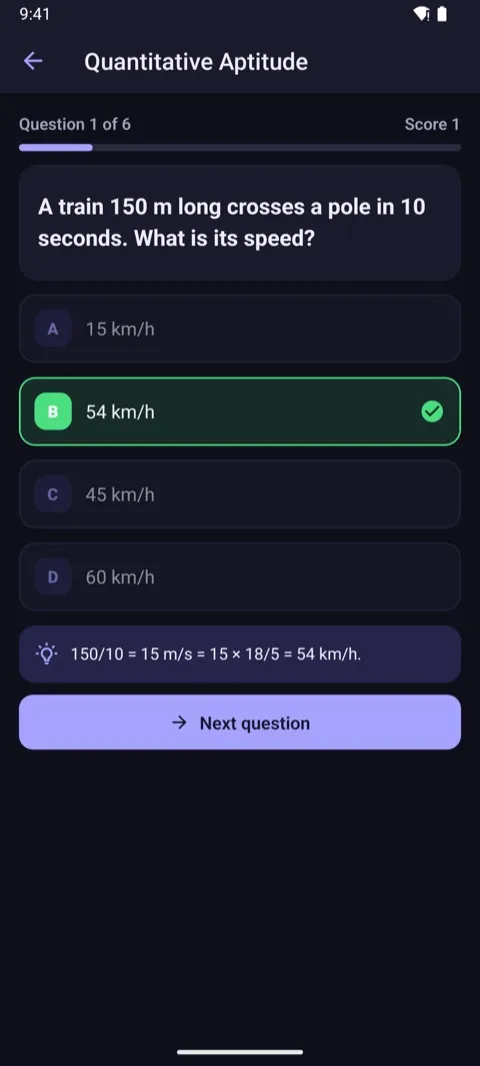 9:41
Quantitative Aptitude
Question 1 of 6
Score 1
A train 150 m long crosses a pole in 10
seconds. What is its speed?
A 15 km/h
B 54 km/h
C 45 km/h
D 60 km/h
150/10 = 15 m/s = 15 × 18/5 = 54 km/h.
Next question